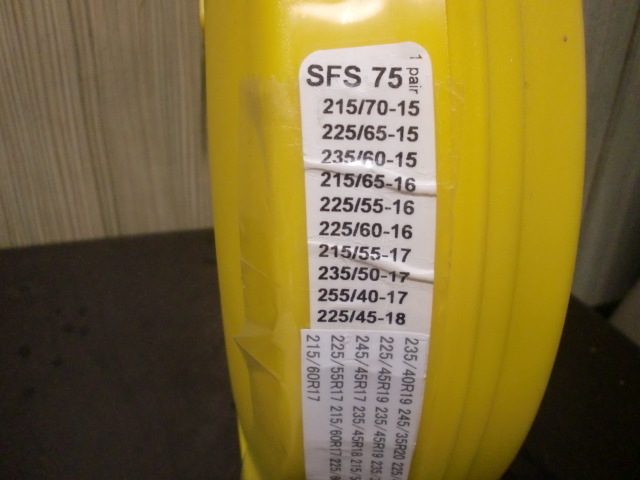 SFS 75
1 pair
215/70-15
225/65-15
235/60-15
215/65-16
225/55-16
225/60-16
215/55-17
235/50-17
255/40-17
225/45-18
235/40R19 245/35R20
225/45R19 235/45R19
245/45R17 235/45R18
225/55R17 215/60R17
215/60R17